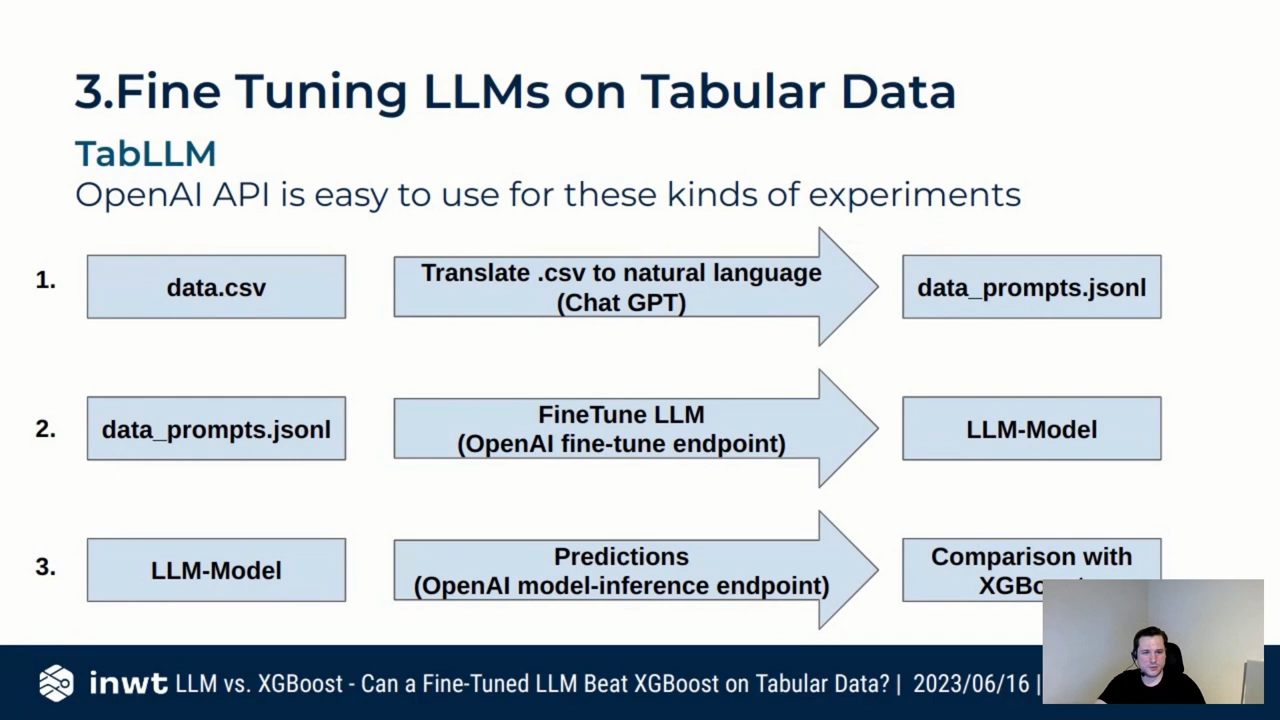 3.Fine Tuning LLMs on Tabular Data
TabLLM
OpenAI API is easy to use for these kinds of experiments
1.
data.csv
Translate .csv to natural language
(Chat GPT)
data_prompts.jsonl
2.
data_prompts.jsonl
FineTune LLM
(OpenAI fine-tune endpoint)
LLM-Model
3.
LLM-Model
Predictions
(OpenAI model-inference endpoint)
Comparison with
inwt LLM vs. XGBoost - Can a Fine-Tuned LLM Beat XGBoost on Tabular Data? | 2023/06/16 |